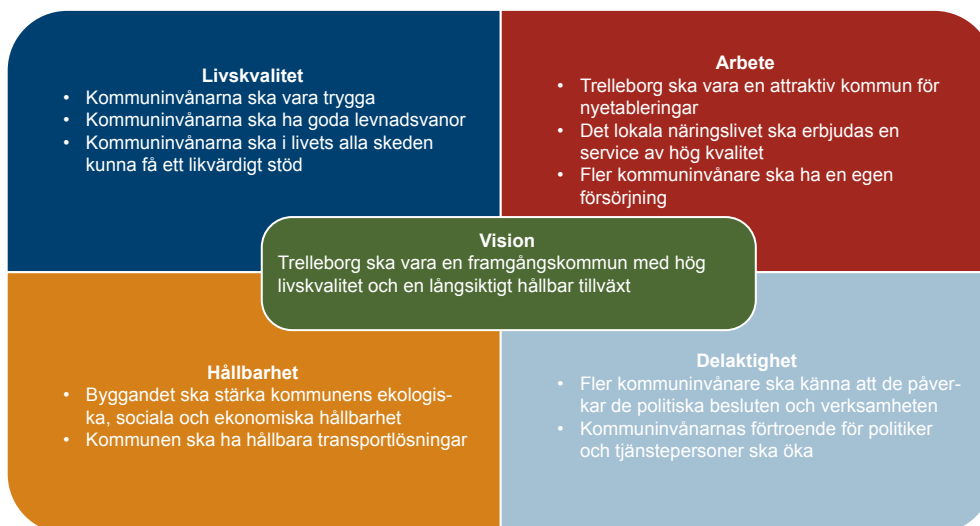 Livskvalitet
• Kommuninvånarna ska vara trygga
• Kommuninvånarna ska ha goda levnadsvanor
• Kommuninvånarna ska i livets alla skeden
kunna få ett likvärdigt stöd
Arbete
• Trelleborg ska vara en attraktiv kommun för
nyetableringar
• Det lokala näringslivet ska erbjudas en
service av hög kvalitet
• Fler kommuninvånare ska ha en egen
försörjning
Vision
Trelleborg ska vara en framgångskommun med hög
livskvalitet och en långsiktigt hållbar tillväxt
Hållbarhet
• Byggandet ska stärka kommunens ekologis-
ka, sociala och ekonomiska hållbarhet
• Kommunen ska ha hållbara transportlösningar
Delaktighet
• Fler kommuninvånare ska känna att de påver-
kar de politiska besluten och verksamheten
• Kommuninvånarnas förtroende för politiker
och tjänstepersoner ska öka